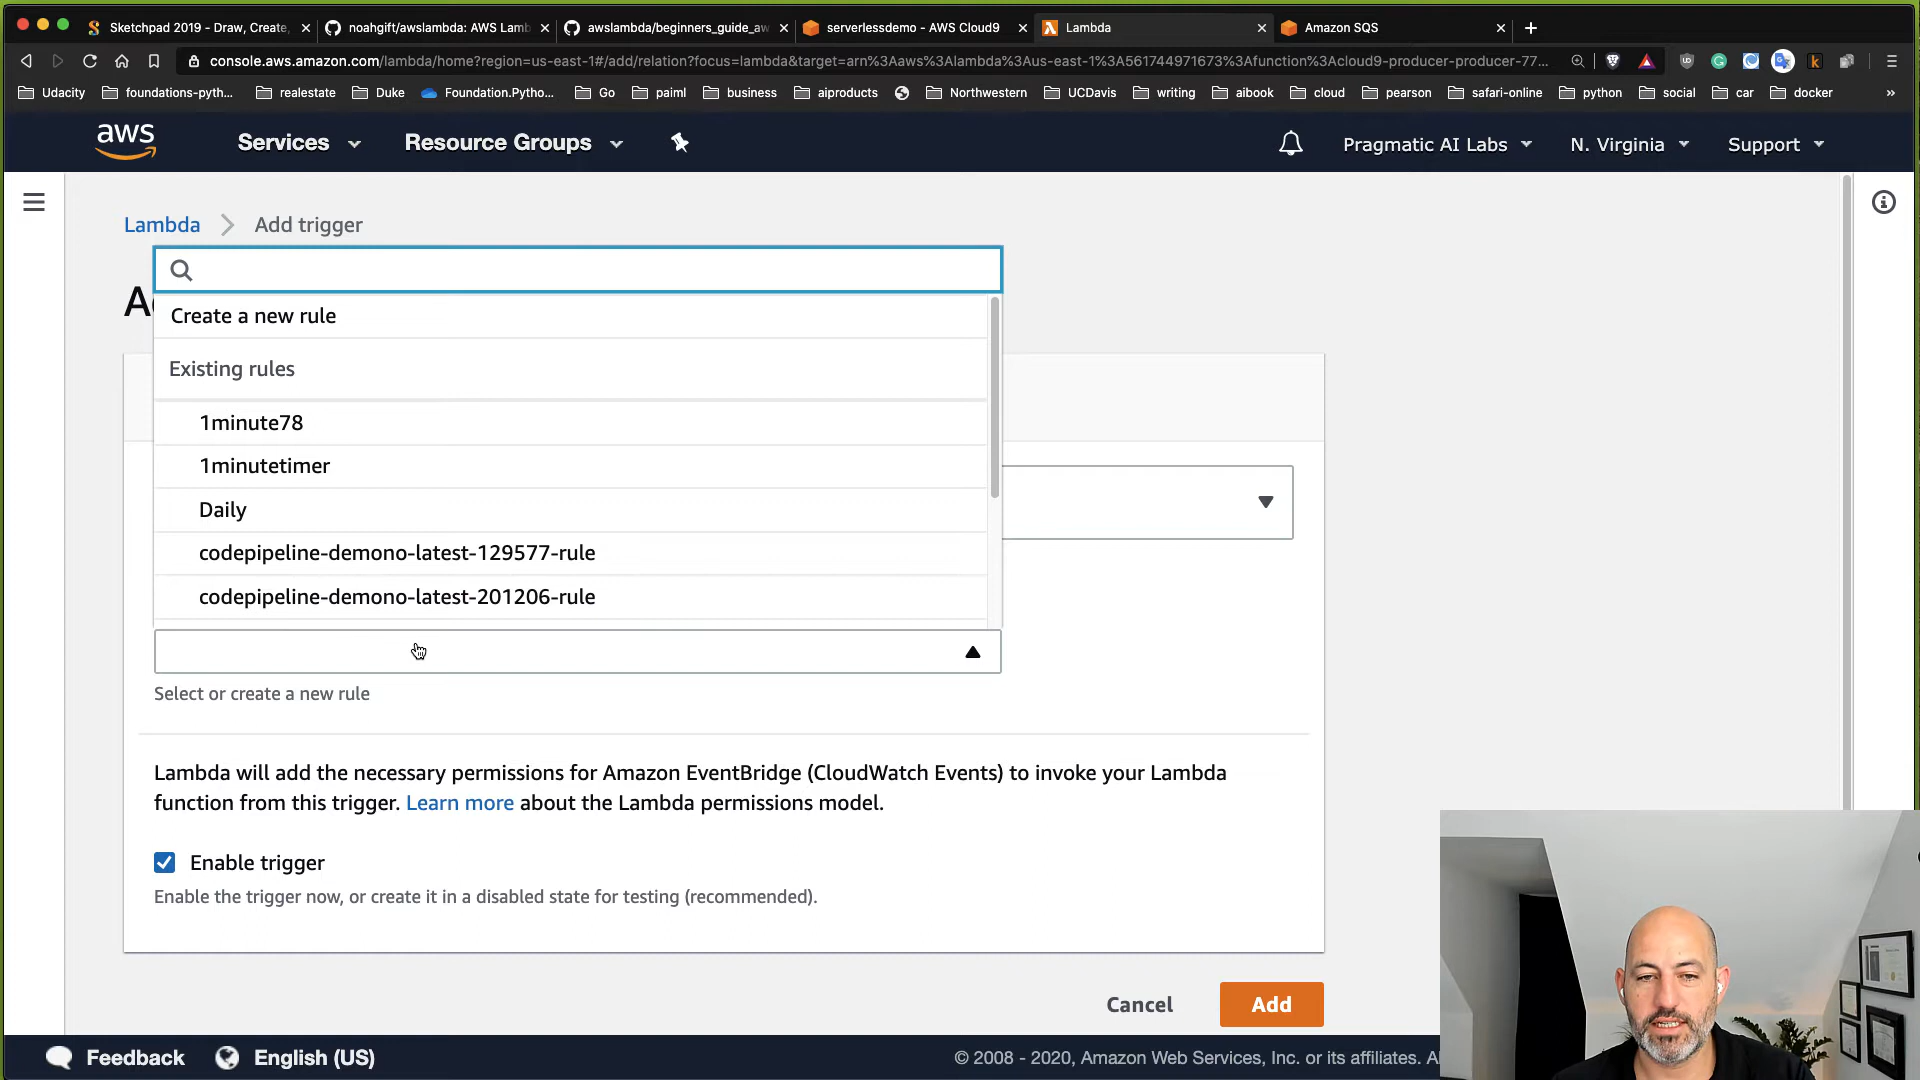 Sketchpad 2019 - Draw, Create,
noahgift/awslambda: AWS Lamb
awslambda/beginners_guide_aw
serverlessdemo - AWS Cloud9
Lambda
Amazon SQS
console.aws.amazon.com/lambda/home?region=us-east-1#/add/relation?focus=lambda&target=arn%3Aaws%3Alambda%3Aus-east-1%3A561744971673%3Afunction%3Acloud9-producer-producer-77...
Udacity
foundations-pyth...
realestate
Duke
Foundation.Pytho...
Go
paiml
business
aiproducts
Northwestern
UCDavis
writing
aibook
cloud
pearson
safari-online
python
social
car
docker
»
aws
Services
Resource Groups
Pragmatic AI Labs
N. Virginia
Support
Lambda
Add trigger
Create a new rule
Existing rules
1minute78
1minutetimer
Daily
codepipeline-demono-latest-129577-rule
codepipeline-demono-latest-201206-rule
Select or create a new rule
Lambda will add the necessary permissions for Amazon EventBridge (CloudWatch Events) to invoke your Lambda
function from this trigger. Learn more about the Lambda permissions model.
Enable trigger
Enable the trigger now, or create it in a disabled state for testing (recommended).
Cancel
Add
Feedback
English (US)
© 2008 - 2020, Amazon Web Services, Inc. or its affiliates.